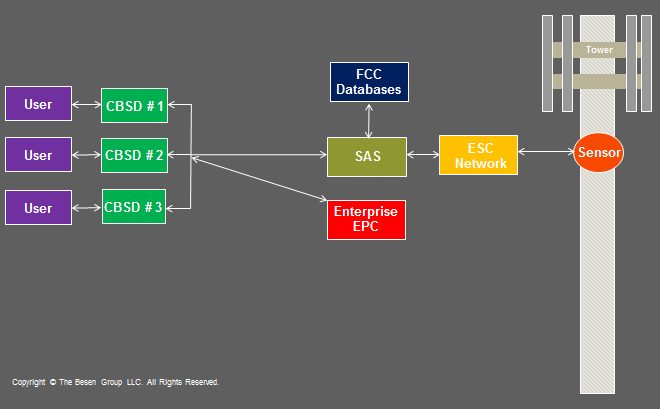 Tower
FCC
Databases
User
CBSD # 1
User
CBSD # 2
SAS
ESC
Network
Sensor
User
CBSD # 3
Enterprise
EPC
Copyright © The Besen Group LLC. All Rights Reserved.